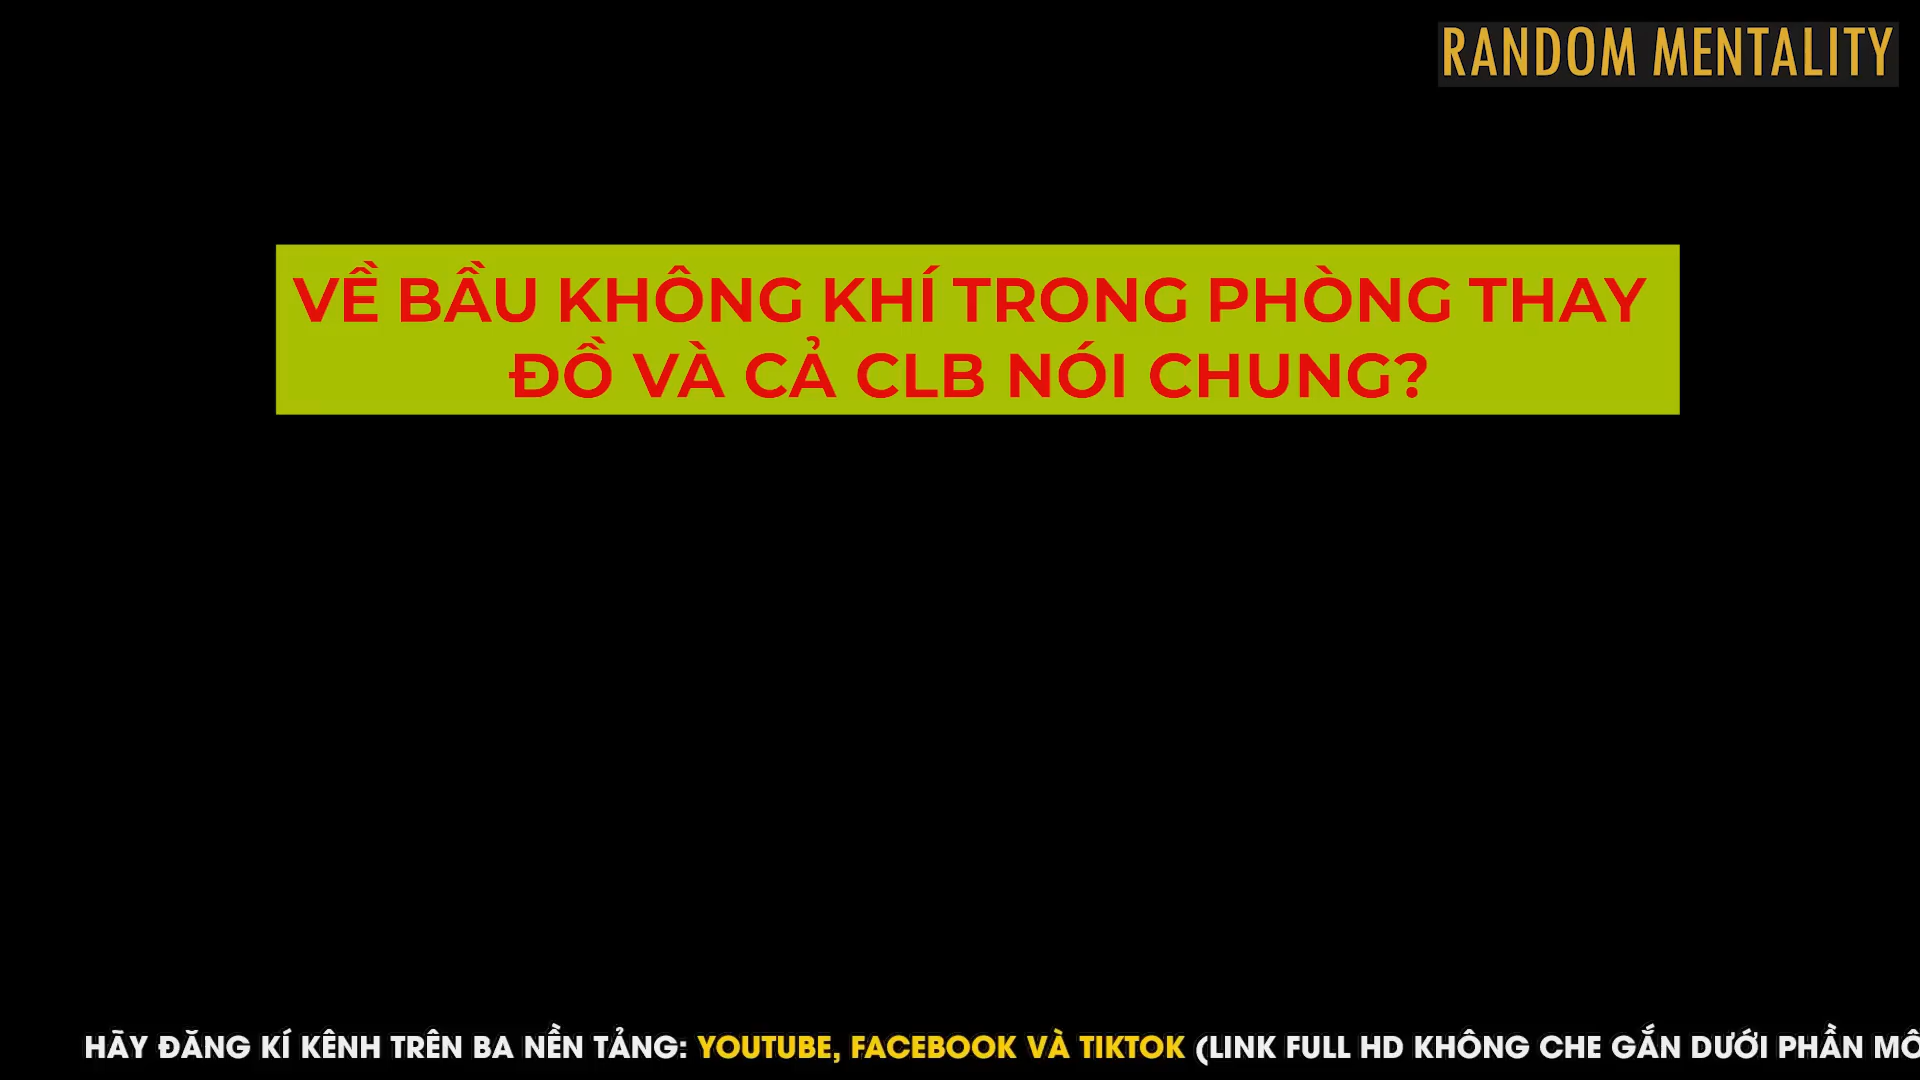 RANDOM MENTALITY
VỀ BẦU KHÔNG KHÍ TRONG PHÒNG THAY
ĐỒ VÀ CẢ CLB NÓI CHUNG?
HÃY ĐĂNG KÍ KÊNH TRÊN BA NỀN TẢNG: YOUTUBE, FACEBOOK VÀ TIKTOK (LINK FULL HD KHÔNG CHE GẮN DƯỚI PHẦN MÔ